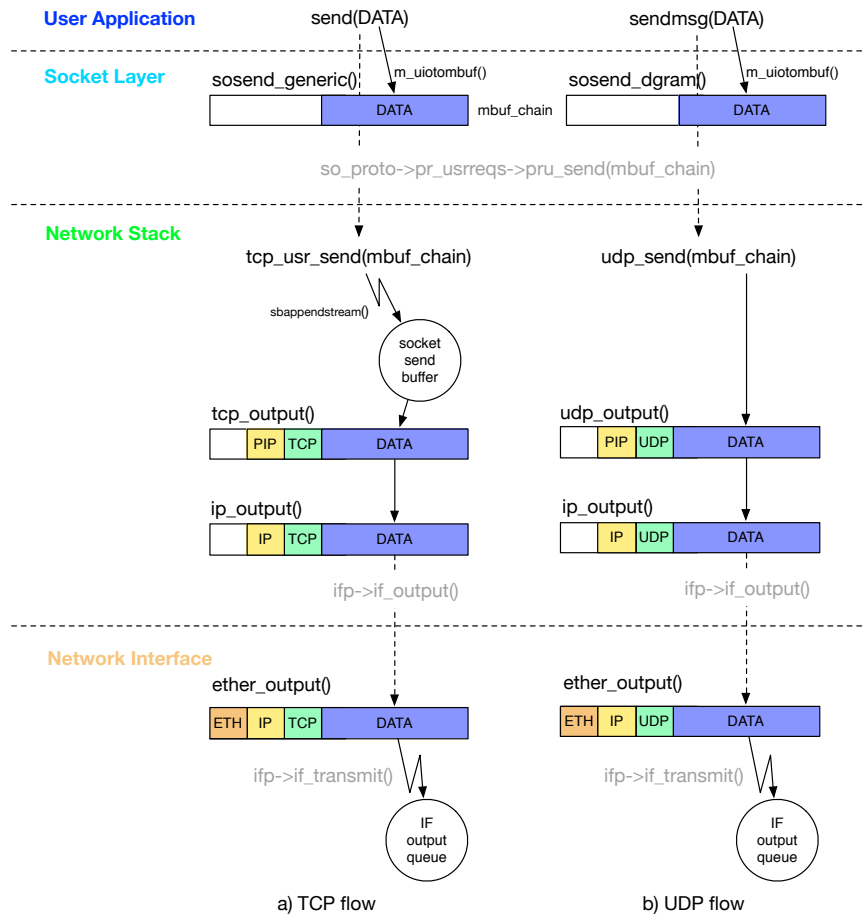 User Application
send(DATA)
sendmsg(DATA)
m_uiotombuf()
m_uiotombuf()
Socket Layer
sosend_generic()
sosend_dgram()
DATA
mbuf_chain
DATA
so_proto->pr_usrreqs->pru_send(mbuf_chain)
Network Stack
tcp_usr_send(mbuf_chain)
udp_send(mbuf_chain)
sbappendstream()
socket
send
buffer
tcp_output()
udp_output()
PIP TCP DATA
PIP UDP DATA
ip_output()
ip_output()
IP TCP DATA
IP UDP DATA
ifp->if_output()
ifp->if_output()
Network Interface
ether_output()
ether_output()
ETH IP TCP DATA
ETH IP UDP DATA
ifp->if_transmit()
ifp->if_transmit()
IF
output
queue
IF
output
queue
a) TCP flow
b) UDP flow